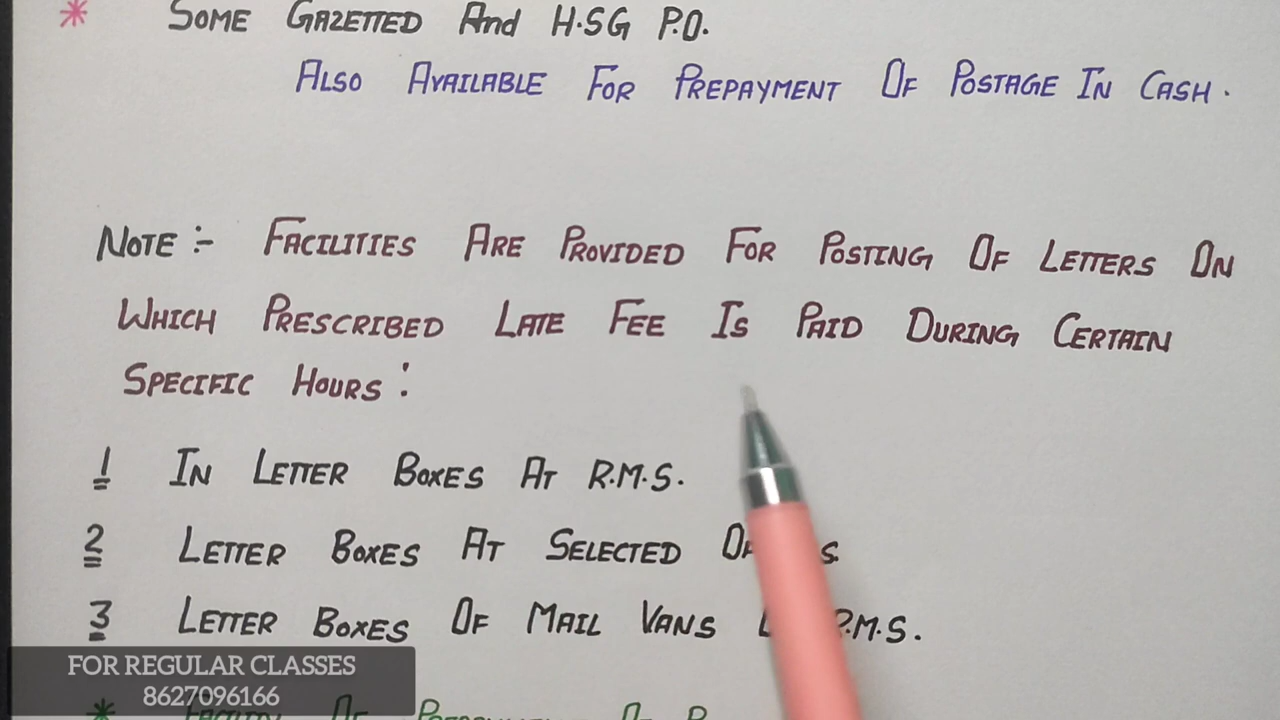 * SOME GAZETTED And H.SG P.O.
ALSO AVAILABLE FOR PREPAYMENT OF POSTAGE IN CASH.
NOTE :- FACILITIES ARE PROVIDED FOR POSTING OF LETTERS ON
WHICH PRESCRIBED LATE FEE IS PAID DURING CERTAIN
SPECIFIC HOURS :
1 IN LETTER BOXES AT R.M.S.
2 LETTER BOXES AT SELECTED
3 LETTER BOXES OF MAIL VANS R.M.S.
FOR REGULAR CLASSES
8627096166
* OF